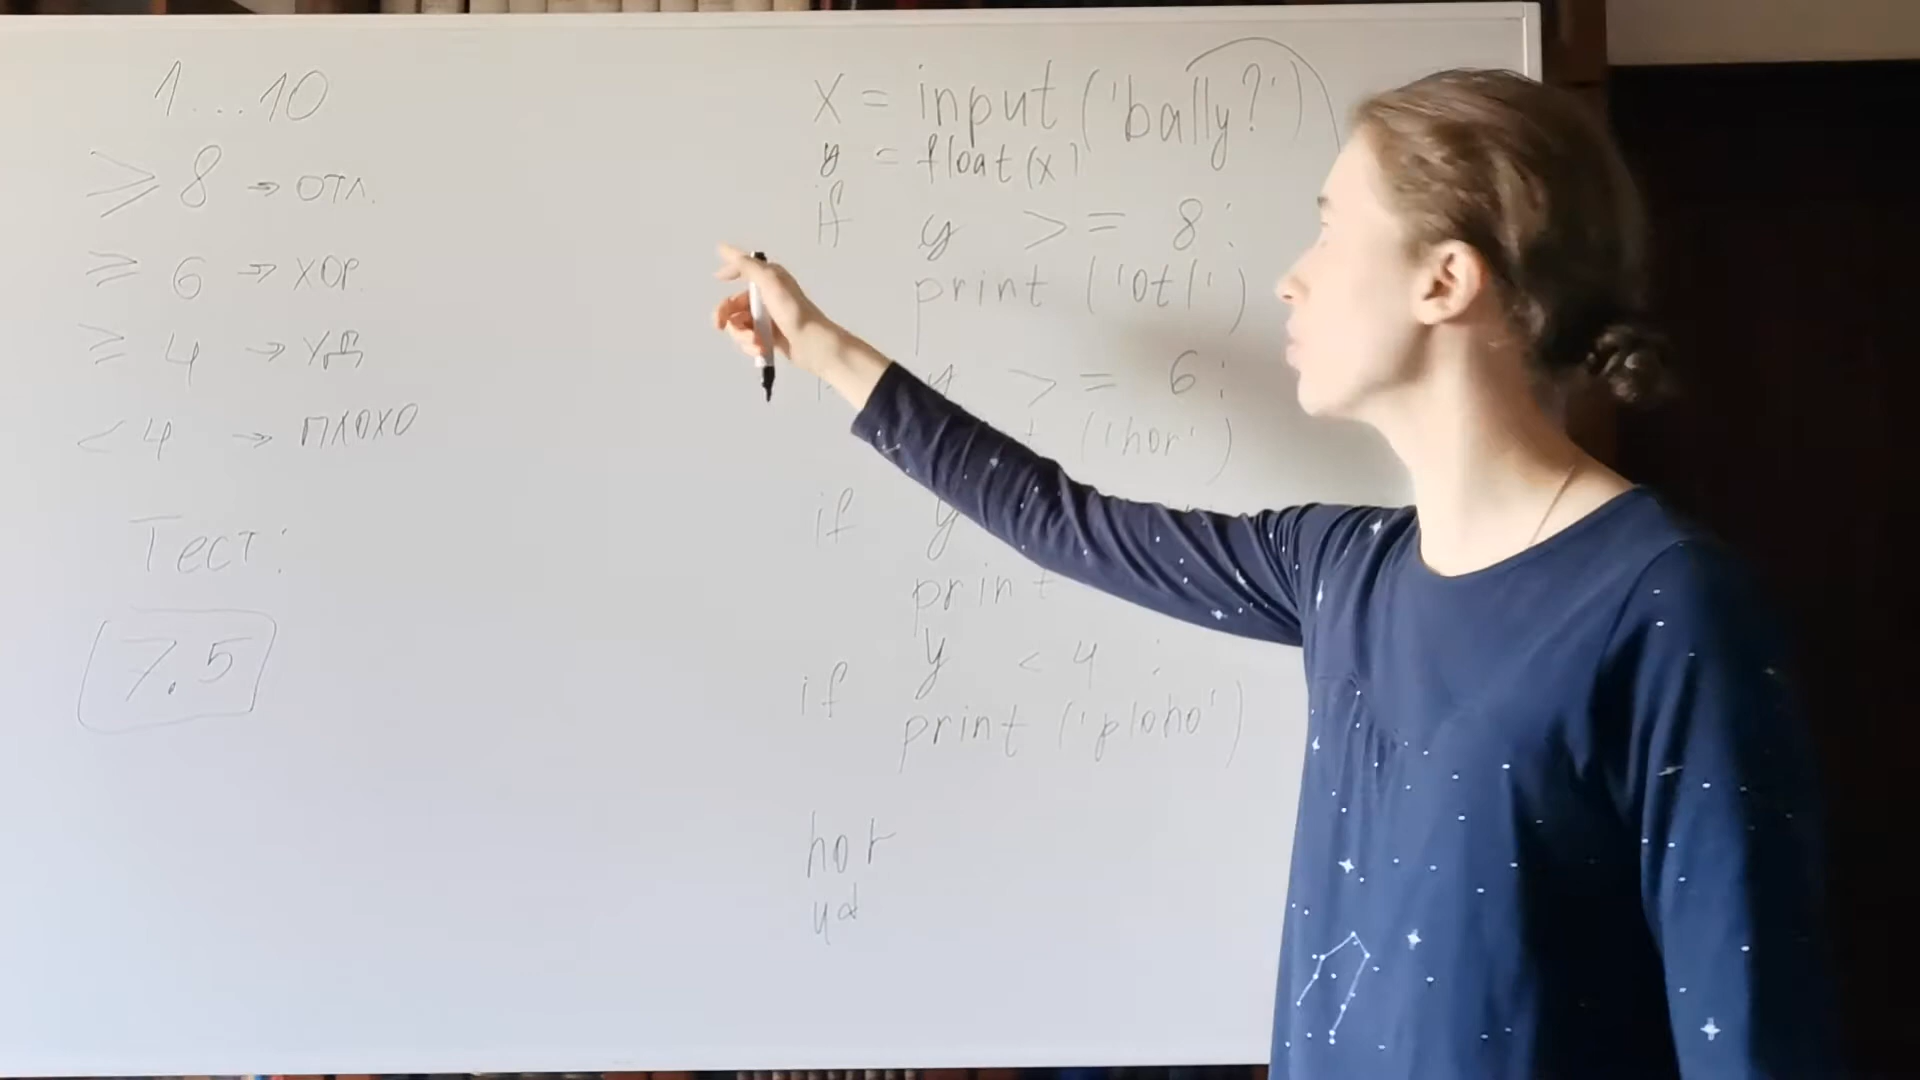 1...10
≥ 8 → ОТЛ.
≥ 6 → ХОР.
≥ 4 → УД
< 4 → ПЛОХО
Тест:
7.5
x = input ('bally?')
y = float(x)
if y >= 8:
print ('otl')
y >= 6:
('hor')
if y
print
if y < 4 :
print ('ploho')
hor
ud